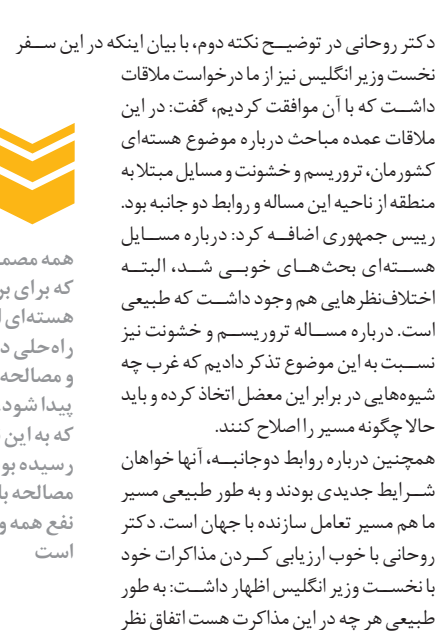 دکتر روحانی در توضیح نکته دوم، با بیان اینکه در این سفر
نخست وزیر انگلیس نیز از ما درخواست ملاقات
داشت که با آن موافقت کردیم، گفت: در این
ملاقات عمده مباحث درباره موضوع هسته‌ای
کشورمان، تروریسم و خشونت و مسایل مبتلا به
منطقه از ناحیه این مساله و روابط دو جانبه بود.
رییس جمهوری اضافه کرد: درباره مسایل
هسته‌ای بحث‌های خوبی شد، البته
اختلاف‌نظرهایی هم وجود داشت که طبیعی
است. درباره مساله تروریسم و خشونت نیز
نسبت به این موضوع تذکر دادیم که غرب چه
شیوه‌هایی در برابر این معضل اتخاذ کرده و باید
حالا چگونه مسیر را اصلاح کنند.
همچنین درباره روابط دوجانبه، آنها خواهان
شرایط جدیدی بودند و به طور طبیعی مسیر
ما هم مسیر تعامل سازنده با جهان است. دکتر
روحانی با خوب ارزیابی کردن مذاکرات خود
با نخست وزیر انگلیس اظهار داشت: به طور
طبیعی هر چه در این مذاکرت هست اتفاق نظر
که برای
هسته‌ای
راه‌حلی
و مصالحه
پیدا شود.
که به این
رسیده
مصالحه
نفع همه و
است